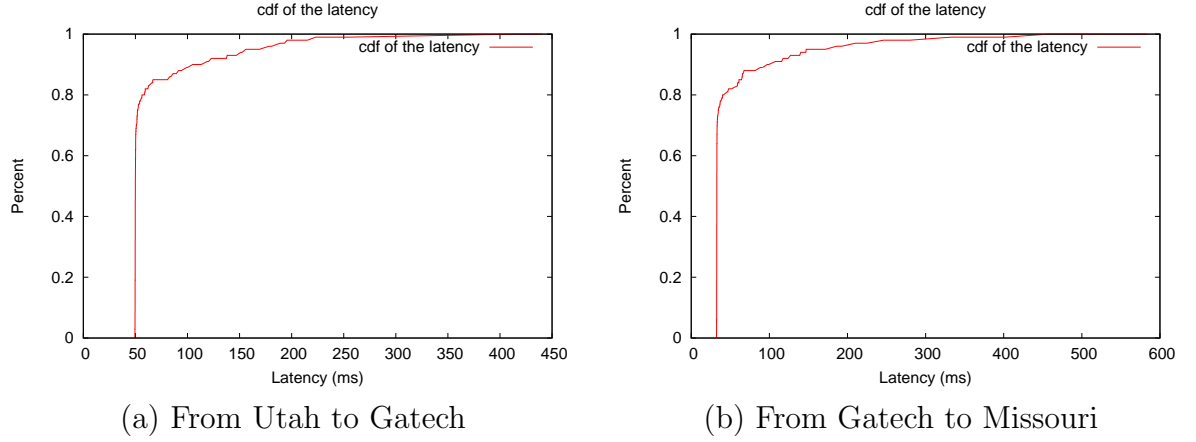 cdf of the latency
1
0.8
0.6
0.4
0.2
0
Percent
cdf of the latency
0 50 100 150 200 250 300 350 400 450
Latency (ms)
(a) From Utah to Gatech
cdf of the latency
1
0.8
0.6
0.4
0.2
0
Percent
cdf of the latency
0 100 200 300 400 500 600
Latency (ms)
(b) From Gatech to Missouri